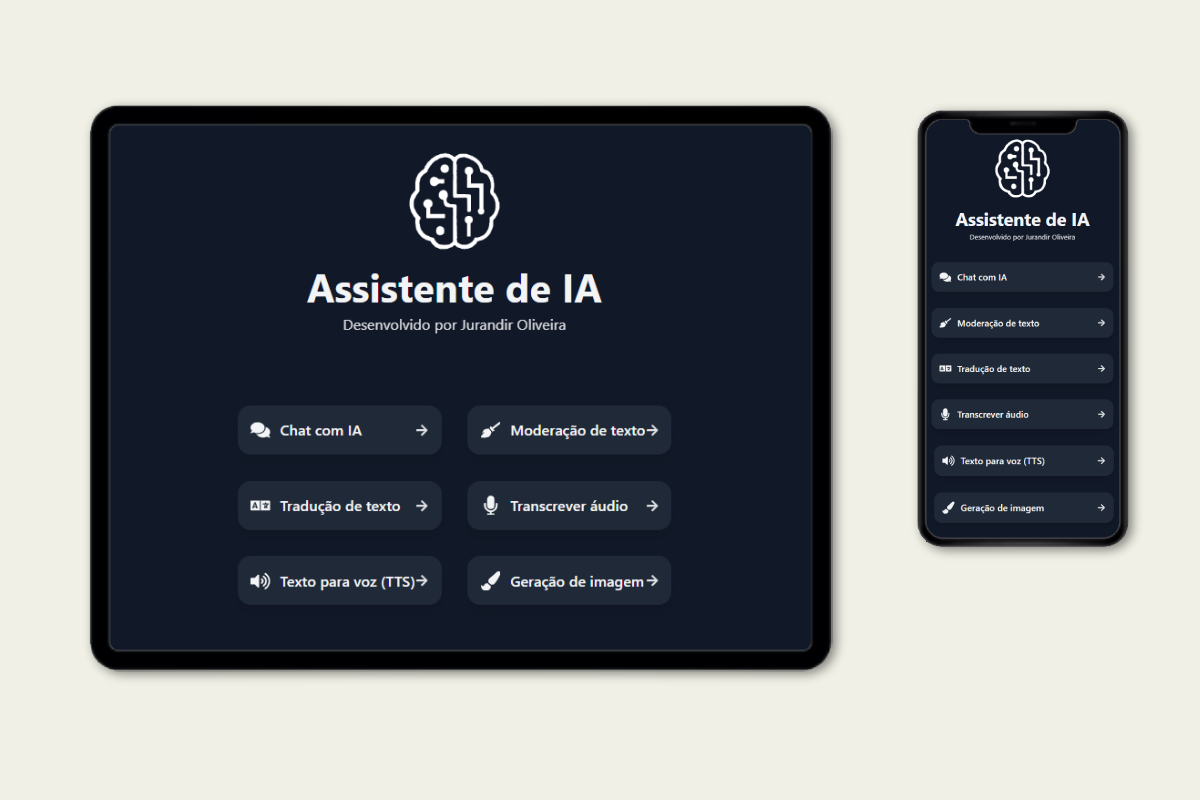 Assistente de IA
Desenvolvido por Jurandir Oliveira
Chat com IA
Moderação de texto
Tradução de texto
Transcrever áudio
Texto para voz (TTS)
Geração de imagem
Assistente de IA
Desenvolvido por Jurandir Oliveira
Chat com IA
Moderação de texto
Tradução de texto
Transcrever áudio
Texto para voz (TTS)
Geração de imagem